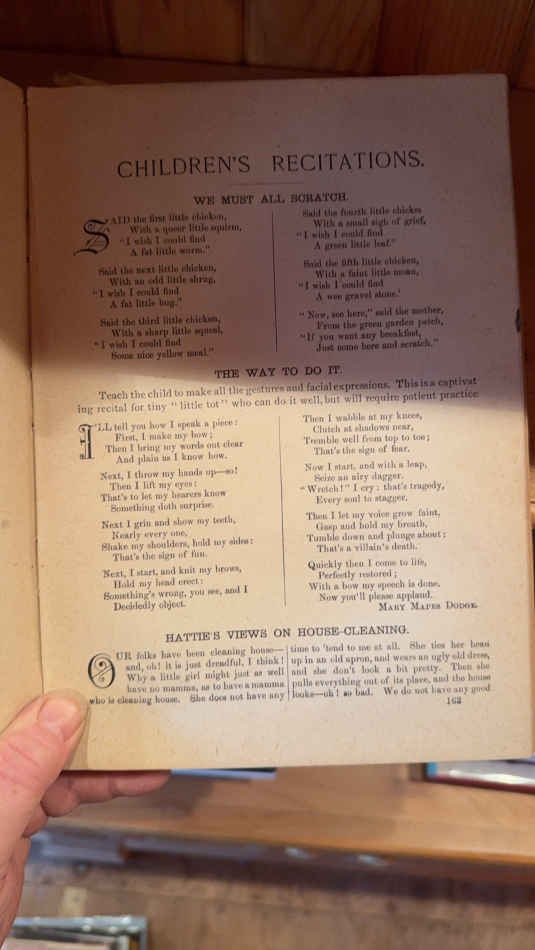 CHILDREN'S RECITATIONS.
WE MUST ALL SCRATCH.
SAID the first little chicken,
With a queer little squirm,
"I wish I could find
A fat little worm."
Said the next little chicken,
With an odd little shrug,
"I wish I could find
A fat little bug."
Said the third little chicken,
With a sharp little squeal,
"I wish I could find
Some nice yellow meal."
Said the fourth little chicken
With a small sigh of grief,
"I wish I could find
A green little leaf."
Said the fifth little chicken,
With a faint little moan,
"I wish I could find
A wee gravel stone.'
"Now, see here," said the mother,
From the green garden patch,
"If you want any breakfast,
Just come here and scratch."
THE WAY TO DO IT.
Teach the child to make all the gestures and facial expressions. This is a captivat
ing recital for tiny "little tot" who can do it well, but will require patient practice
I'LL tell you how I speak a piece:
First, I make my bow;
Then I bring my words out clear
And plain as I know how.
Next, I throw my hands up—so!
Then I lift my eyes:
That's to let my hearers know
Something doth surprise.
Next I grin and show my teeth,
Nearly every one,
Shake my shoulders, hold my sides:
That's the sign of fun.
Next, I start, and knit my brows,
Hold my head erect:
Something's wrong, you see, and I
Decidedly object.
Then I wabble at my knees,
Clutch at shadows near,
Tremble well from top to toe;
That's the sign of fear.
Now I start, and with a leap,
Seize an airy dagger.
"Wretch!" I cry: that's tragedy,
Every soul to stagger.
Then I let my voice grow faint,
Gasp and hold my breath,
Tumble down and plunge about:
That's a villain's death.
Quickly then I come to life,
Perfectly restored;
With a bow my speech is done,
Now you'll please applaud.
MARY MAPES DODGE.
HATTIE'S VIEWS ON HOUSE-CLEANING.
OUR folks have been cleaning house—
and, oh! it is just dreadful, I think!
Why a little girl might just as well
have no mamma, as to have a mamma
who is cleaning house. She does not have any
time to 'tend to me at all. She ties her head
up in an old apron, and wears an ugly old dress,
and she don't look a bit pretty. Then she
pulls everything out of its place, and the house
looks—oh! so bad. We do not have any good
162